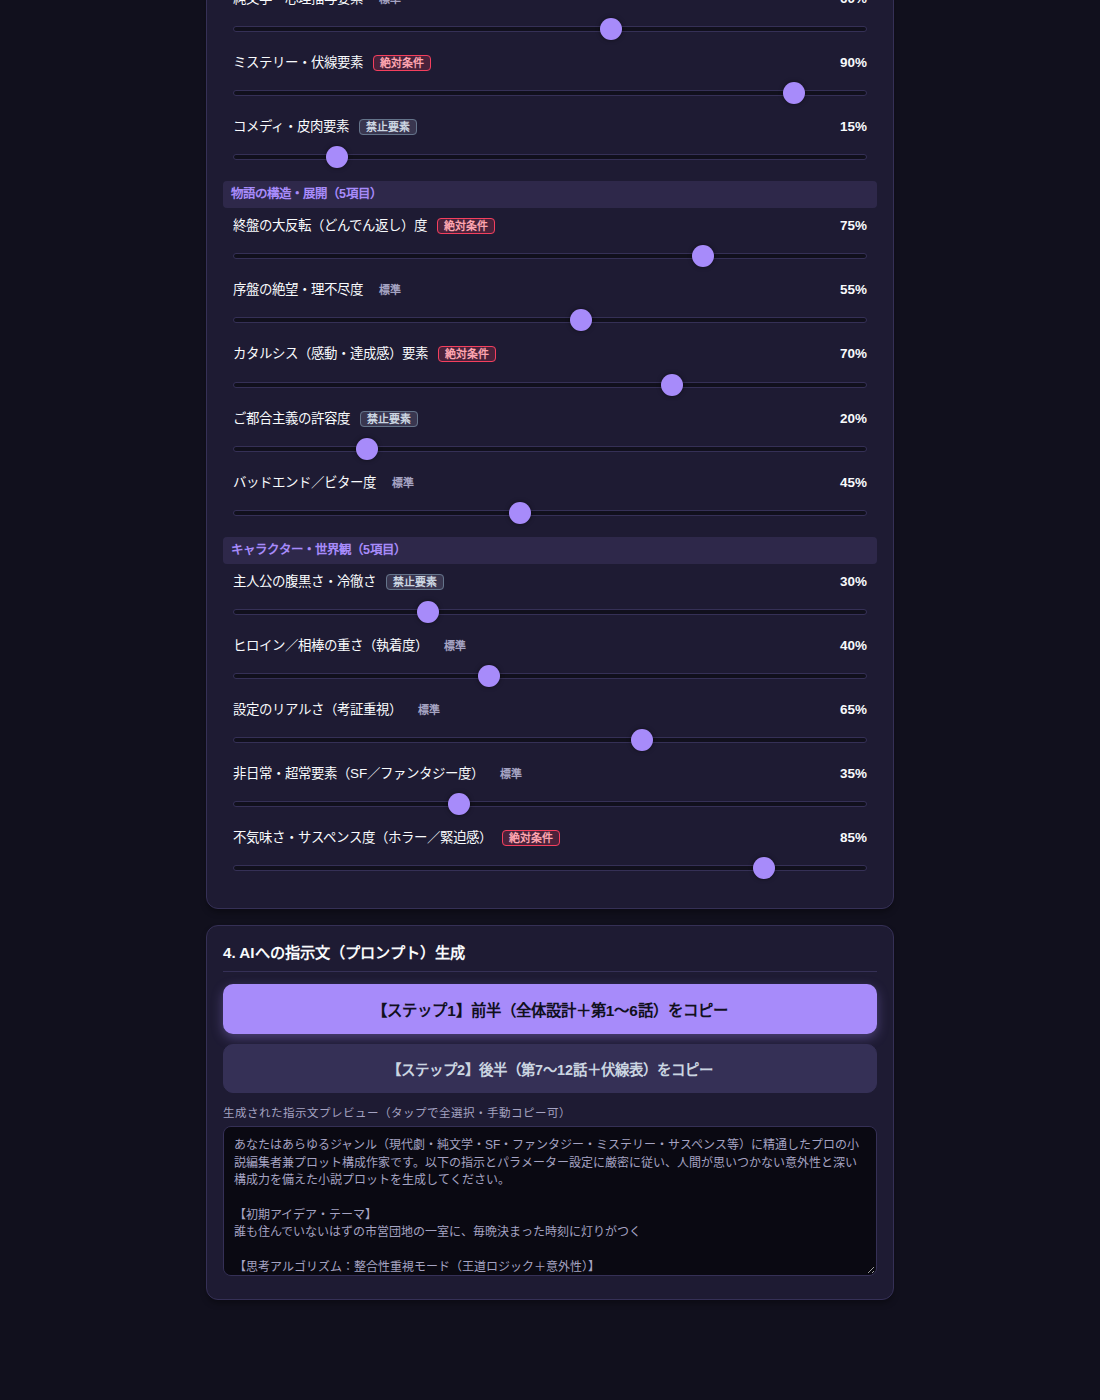 ミステリー・伏線要素 絶対条件 90%
コメディ・皮肉要素 禁止要素 15%
物語の構造・展開（5項目）
終盤の大反転（どんでん返し）度 絶対条件 75%
序盤の絶望・理不尽度 標準 55%
カタルシス（感動・達成感）要素 絶対条件 70%
ご都合主義の許容度 禁止要素 20%
バッドエンド／ビター度 標準 45%
キャラクター・世界観（5項目）
主人公の腹黒さ・冷徹さ 禁止要素 30%
ヒロイン／相棒の重さ（執着度） 標準 40%
設定のリアルさ（考証重視） 標準 65%
非日常・超常要素（SF／ファンタジー度） 標準 35%
不気味さ・サスペンス度（ホラー／緊迫感） 絶対条件 85%
4. AIへの指示文（プロンプト）生成
【ステップ1】前半（全体設計＋第1〜6話）をコピー
【ステップ2】後半（第7〜12話＋伏線表）をコピー
生成された指示文プレビュー（タップで全選択・手動コピー可）
あなたはあらゆるジャンル（現代劇・純文学・SF・ファンタジー・ミステリー・サスペンス等）に精通したプロの小
説編集者兼プロット構成作家です。以下の指示とパラメーター設定に厳密に従い、人間が思いつかない意外性と深い
構成力を備えた小説プロットを生成してください。
【初期アイデア・テーマ】
誰も住んでいないはずの市営団地の一室に、毎晩決まった時刻に灯りがつく
【思考アルゴリズム：整合性重視モード（王道ロジック＋意外性）】